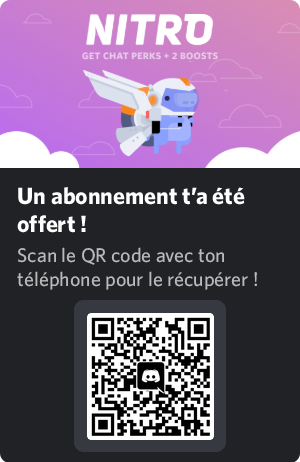 NITRO
GET CHAT PERKS + 2 BOOSTS
Un abonnement t'a été
offert !
Scan le QR code avec ton
téléphone pour le récupérer !